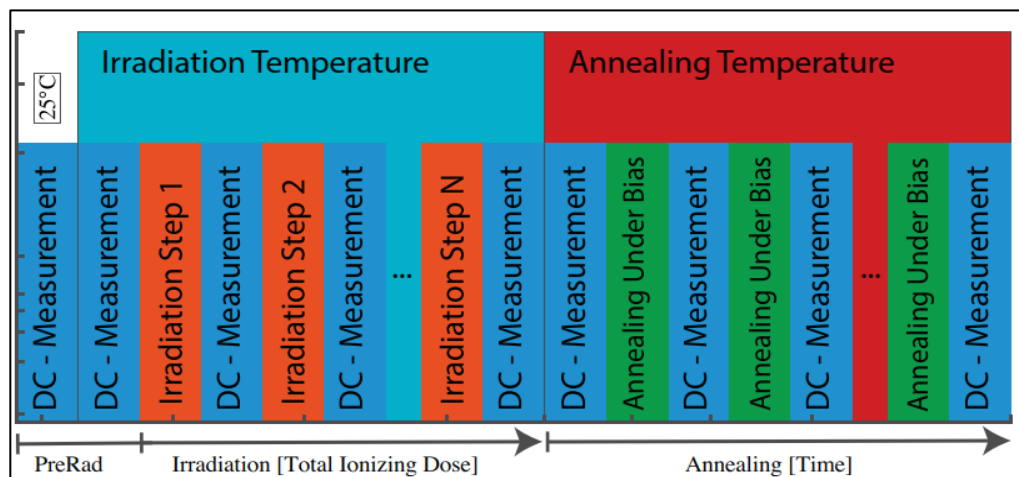 Irradiation Temperature
Annealing Temperature
25°C
DC - Measurement
DC - Measurement
Irradiation Step 1
DC - Measurement
Irradiation Step 2
DC - Measurement
...
Irradiation Step N
DC - Measurement
DC - Measurement
Annealing Under Bias
DC - Measurement
Annealing Under Bias
DC - Measurement
...
Annealing Under Bias
DC - Measurement
PreRad
Irradiation [Total Ionizing Dose]
Annealing [Time]